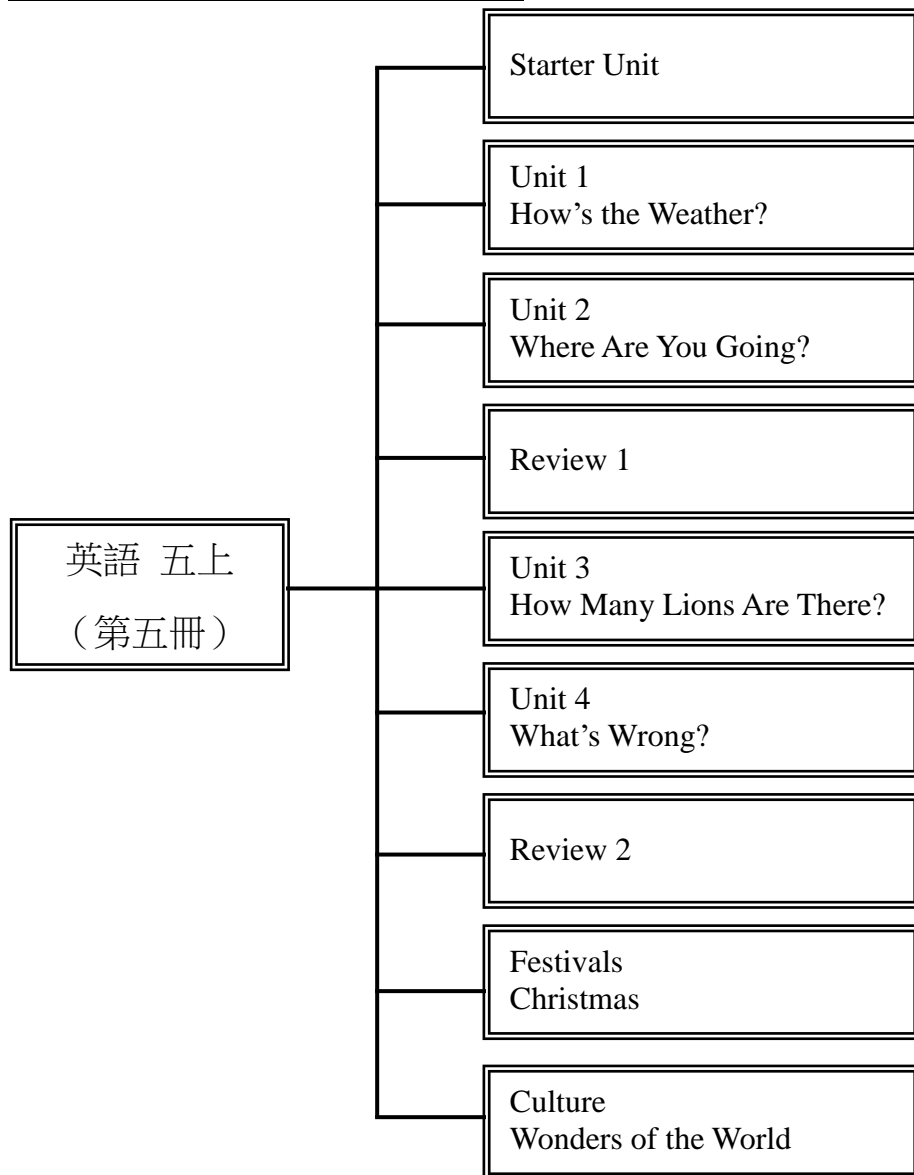 Starter Unit
Unit 1
How’s the Weather?
Unit 2
Where Are You Going?
Review 1
英語 五上
（第五冊）
Unit 3
How Many Lions Are There?
Unit 4
What’s Wrong?
Review 2
Festivals
Christmas
Culture
Wonders of the World